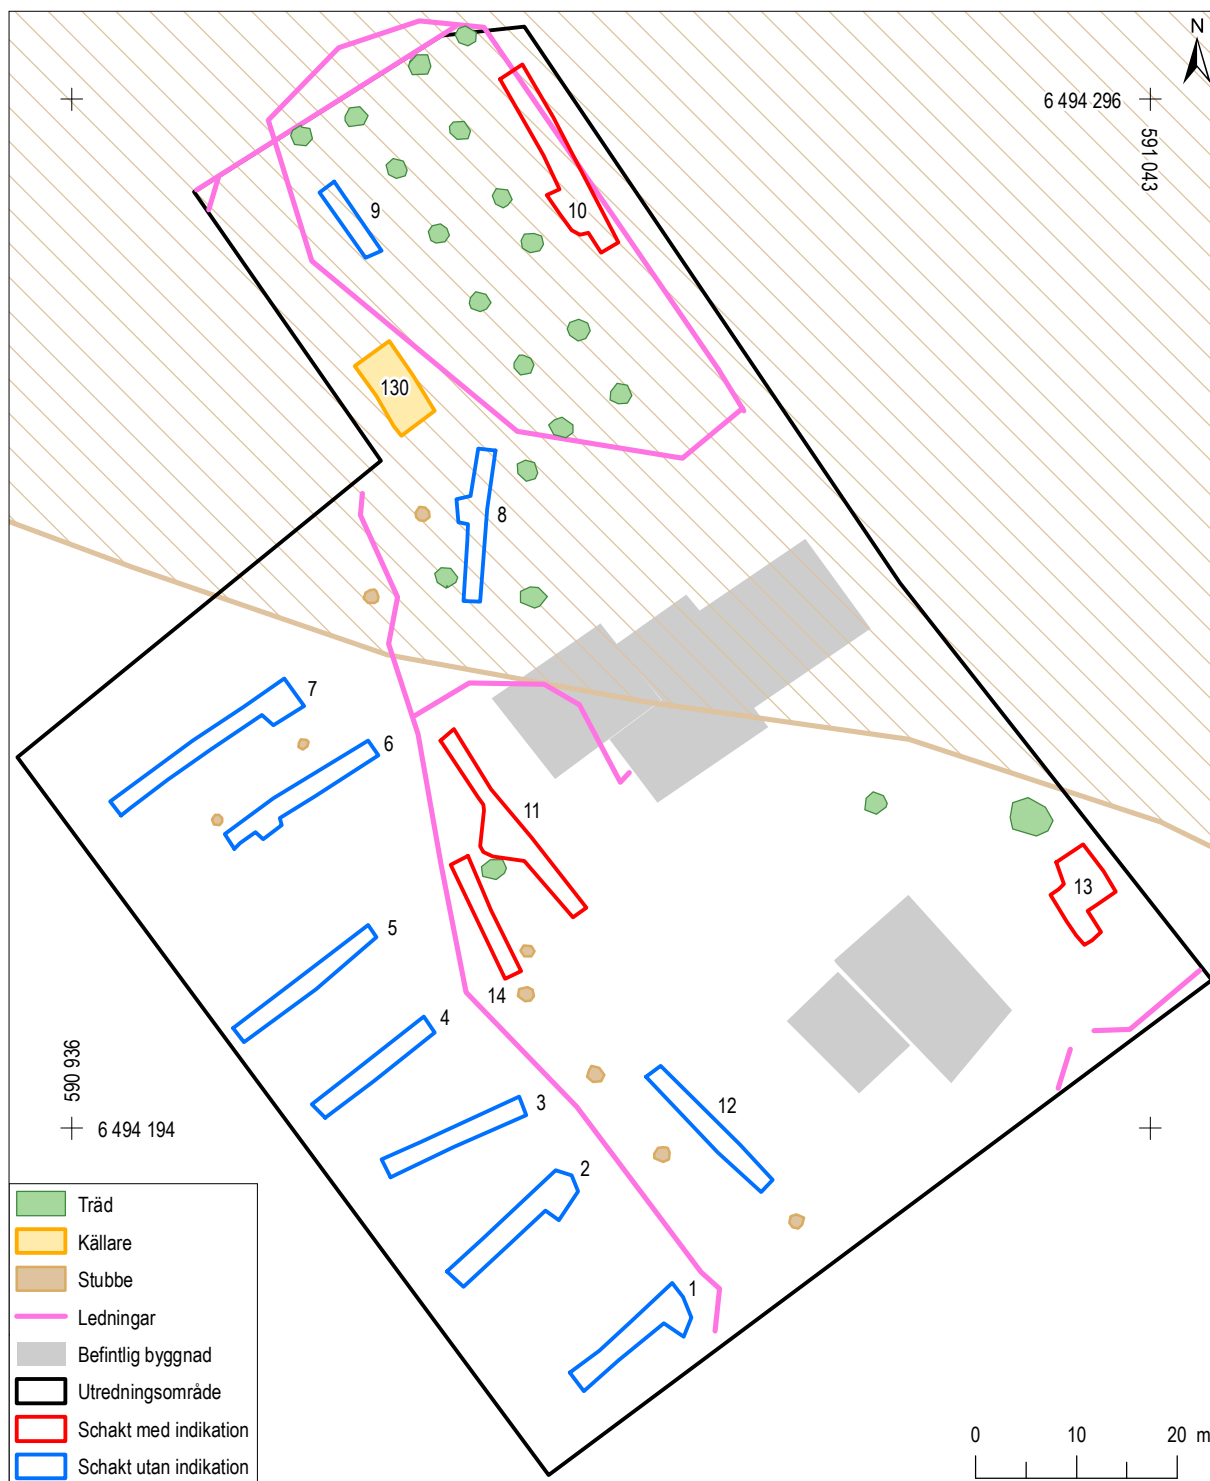 N
6 494 296
591 043
9
10
130
8
7
6
11
13
5
14
4
590 936
6 494 194
3
12
2
1
Träd
Källare
Stubbe
Ledningar
Befintlig byggnad
Utredningsområde
Schakt med indikation
Schakt utan indikation
0 10 20 m